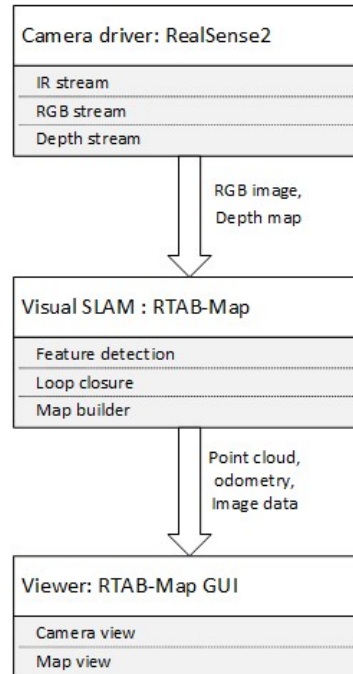 Camera driver: RealSense2
IR stream
RGB stream
Depth stream
RGB image,
Depth map
Visual SLAM : RTAB-Map
Feature detection
Loop closure
Map builder
Point cloud,
odometry,
Image data
Viewer: RTAB-Map GUI
Camera view
Map view